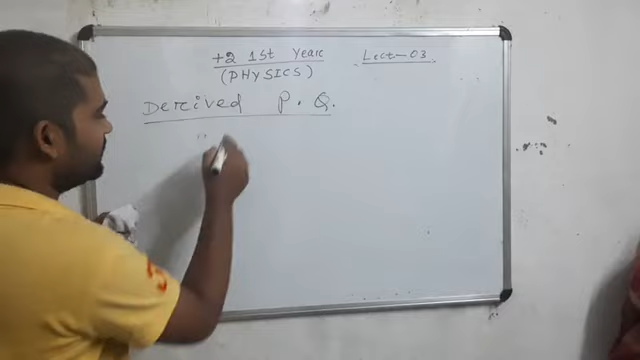 +2 1st Year Lect-03
(PHYSICS)
Derived P.Q.